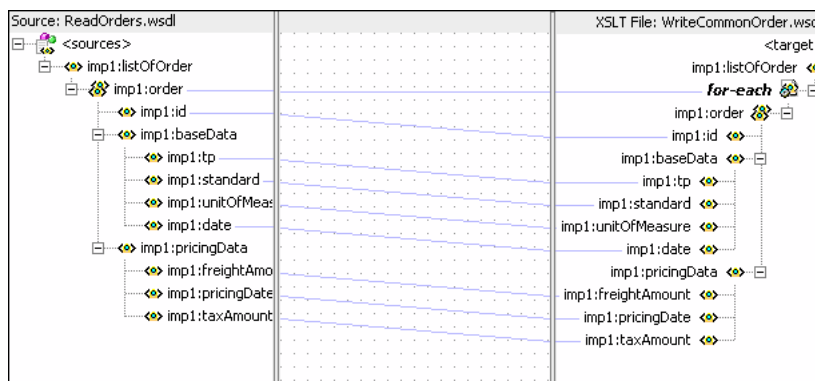 Source: ReadOrders.wsdl
<sources>
imp1:listOfOrder
imp1:order
imp1:id
imp1:baseData
imp1:tp
imp1:standard
imp1:unitOfMeas
imp1:date
imp1:pricingData
imp1:freightAmo
imp1:pricingDate
imp1:taxAmount
XSLT File: WriteCommonOrder.wsd
<target
imp1:listOfOrder
for-each
imp1:order
imp1:id
imp1:baseData
imp1:tp
imp1:standard
imp1:unitOfMeasure
imp1:date
imp1:pricingData
imp1:freightAmount
imp1:pricingDate
imp1:taxAmount